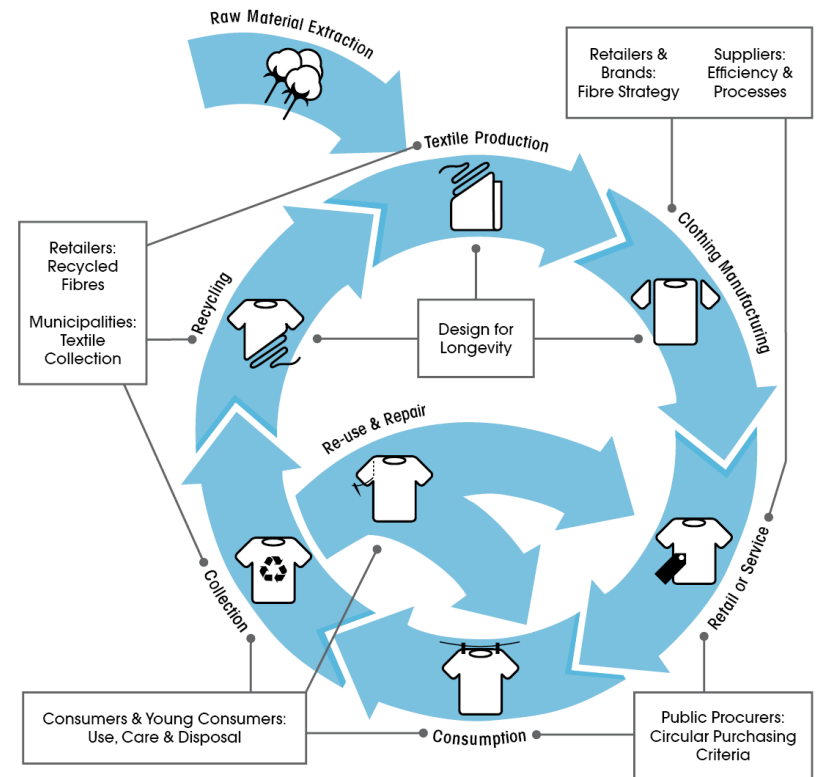 Raw Material Extraction
Retailers &
Brands:
Fibre Strategy
Suppliers:
Efficiency &
Processes
Textile Production
Clothing Manufacturing
Retailers:
Recycled
Fibres
Municipalities:
Textile
Collection
Recycling
Design for
Longevity
Re-use & Repair
Retail or Service
Collection
Consumers & Young Consumers:
Use, Care & Disposal
Consumption
Public Procurers:
Circular Purchasing
Criteria